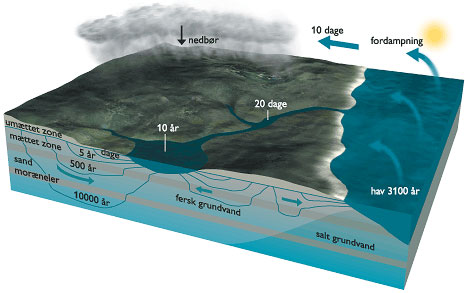 10 dage
fordampning
nedbør
20 dage
10 år
umættet zone
mættet zone
5 år
dage
sand
500 år
moræneler
10000 år
fersk grundvand
hav 3100 år
salt grundvand